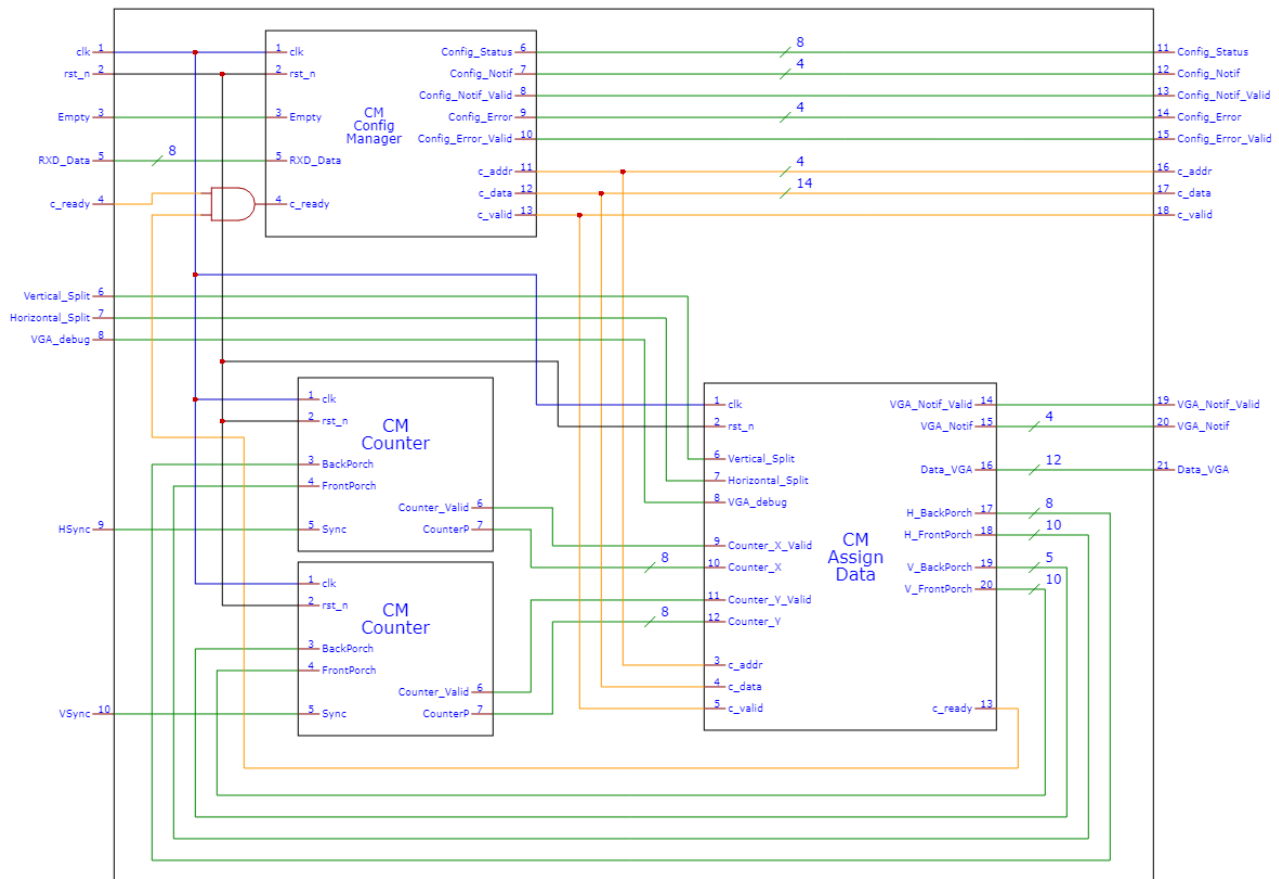 clk 1
rst_n 2
Empty 3
RXD_Data 5
8
c_ready 4
1 clk
2 rst_n
3 Empty
5 RXD_Data
4 c_ready
CM
Config
Manager
Config_Status 6
Config_Notif 7
Config_Notif_Valid 8
Config_Error 9
Config_Error_Valid 10
c_addr 11
c_data 12
c_valid 13
8
4
4
4
14
11 Config_Status
12 Config_Notif
13 Config_Notif_Valid
14 Config_Error
15 Config_Error_Valid
16 c_addr
17 c_data
18 c_valid
Vertical_Split 6
Horizontal_Split 7
VGA_debug 8
HSync 9
VSync 10
1 clk
2 rst_n
3 BackPorch
4 FrontPorch
5 Sync
CM
Counter
Counter_Valid 6
CounterP 7
8
1 clk
2 rst_n
3 BackPorch
4 FrontPorch
5 Sync
CM
Counter
Counter_Valid 6
CounterP 7
8
1 clk
2 rst_n
6 Vertical_Split
7 Horizontal_Split
8 VGA_debug
9 Counter_X_Valid
10 Counter_X
11 Counter_Y_Valid
12 Counter_Y
3 c_addr
4 c_data
5 c_valid
CM
Assign
Data
VGA_Notif_Valid 14
VGA_Notif 15
Data_VGA 16
H_BackPorch 17
H_FrontPorch 18
V_BackPorch 19
V_FrontPorch 20
c_ready 13
4
12
8
10
5
10
19 VGA_Notif_Valid
20 VGA_Notif
21 Data_VGA